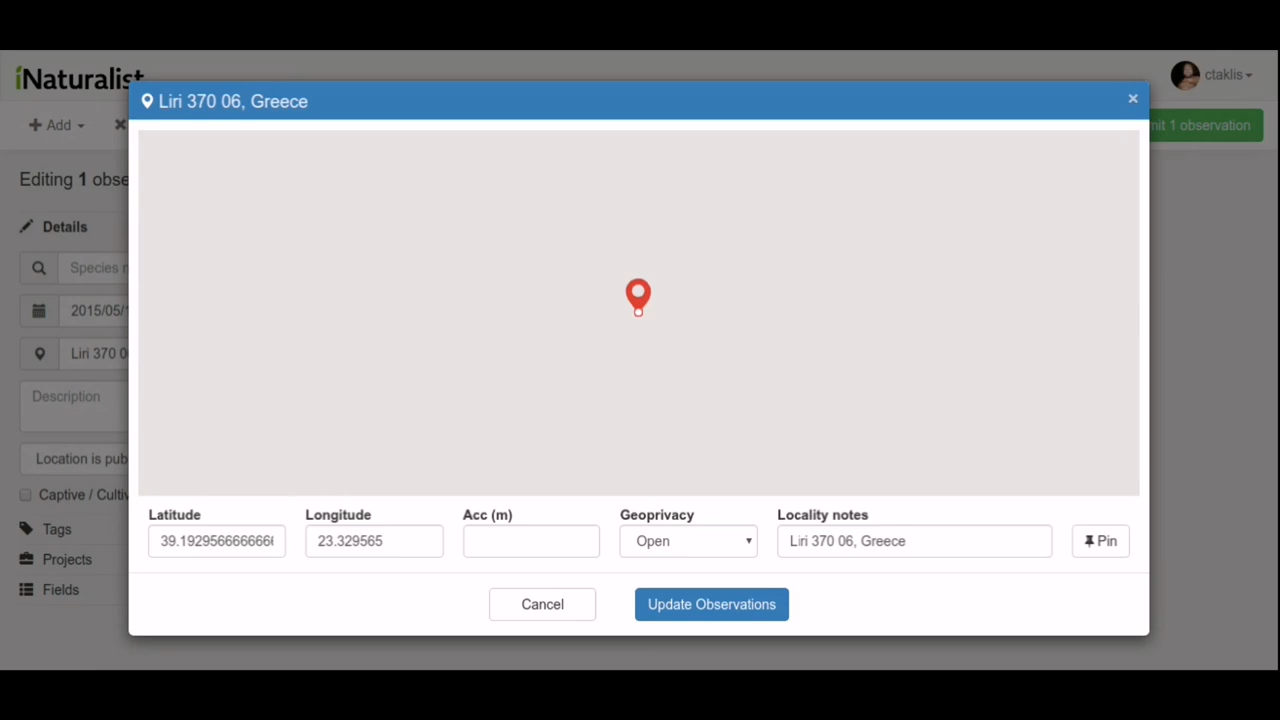 iNaturalist
ctaklis
Liri 370 06, Greece
×
Add
nit 1 observation
Editing 1 obse
Details
Species n
2015/05/1
Liri 370 0
Description
Location is pub
Captive / Cultiv
Tags
Projects
Fields
Latitude
Longitude
Acc (m)
Geoprivacy
Locality notes
39.1929566666666
23.329565
Open
Liri 370 06, Greece
Pin
Cancel
Update Observations